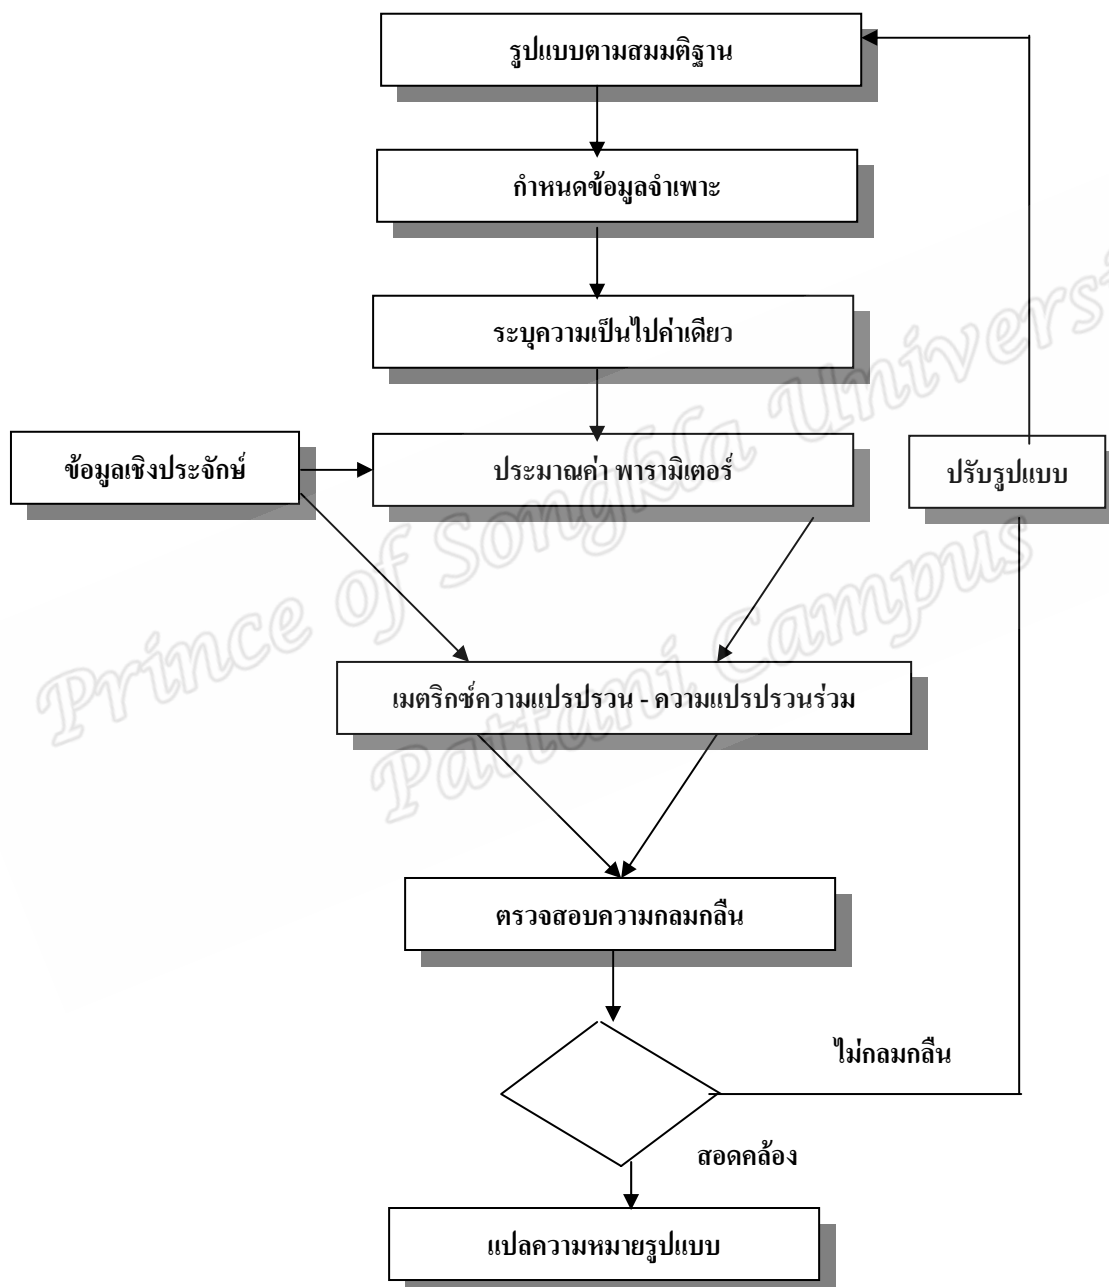 รูปแบบตามสมมติฐาน
กำหนดข้อมูลจำเพาะ
ระบุความเป็นไปค่าเดียว
ข้อมูลเชิงประจักษ์
ประมาณค่า พารามิเตอร์
ปรับรูปแบบ
เมตริกซ์ความแปรปรวน - ความแปรปรวนร่วม
ตรวจสอบความกลมกลืน
ไม่กลมกลืน
สอดคล้อง
แปลความหมายรูปแบบ
Prince of Songkla Universi
Pattani Campus